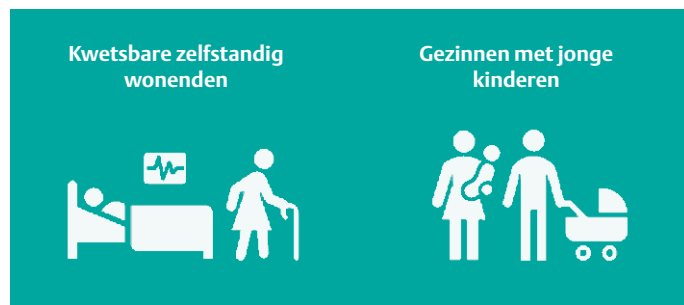 Kwetsbare zelfstandig
wonenden
Gezinnen met jonge
kinderen